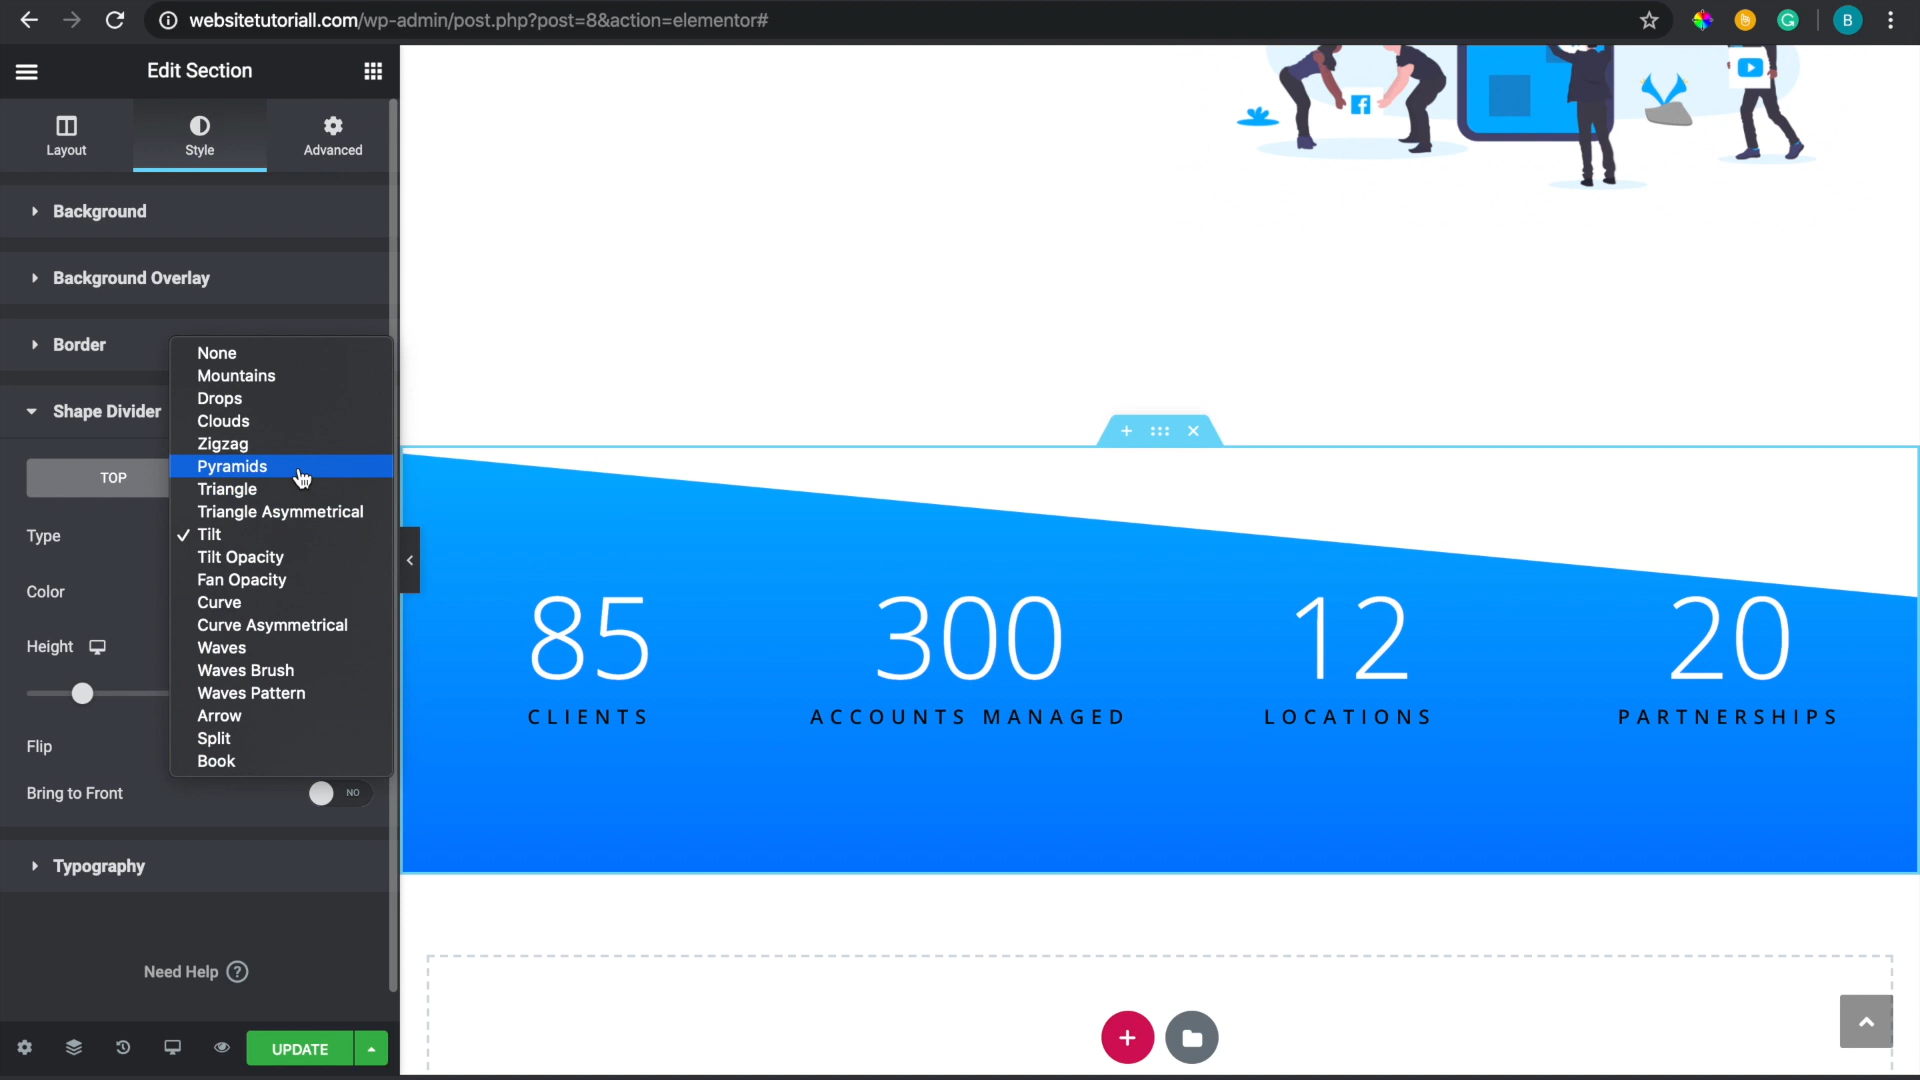 websitetutoriall.com/wp-admin/post.php?post=8&action=elementor#
B
Edit Section
Layout
Style
Advanced
Background
Background Overlay
Border
Shape Divider
TOP
Type
Color
Height
Flip
Bring to Front
NO
None
Mountains
Drops
Clouds
Zigzag
Pyramids
Triangle
Triangle Asymmetrical
✓ Tilt
Tilt Opacity
Fan Opacity
Curve
Curve Asymmetrical
Waves
Waves Brush
Waves Pattern
Arrow
Split
Book
Typography
Need Help ?
UPDATE
85 300 12 20
CLIENTS ACCOUNTS MANAGED LOCATIONS PARTNERSHIPS